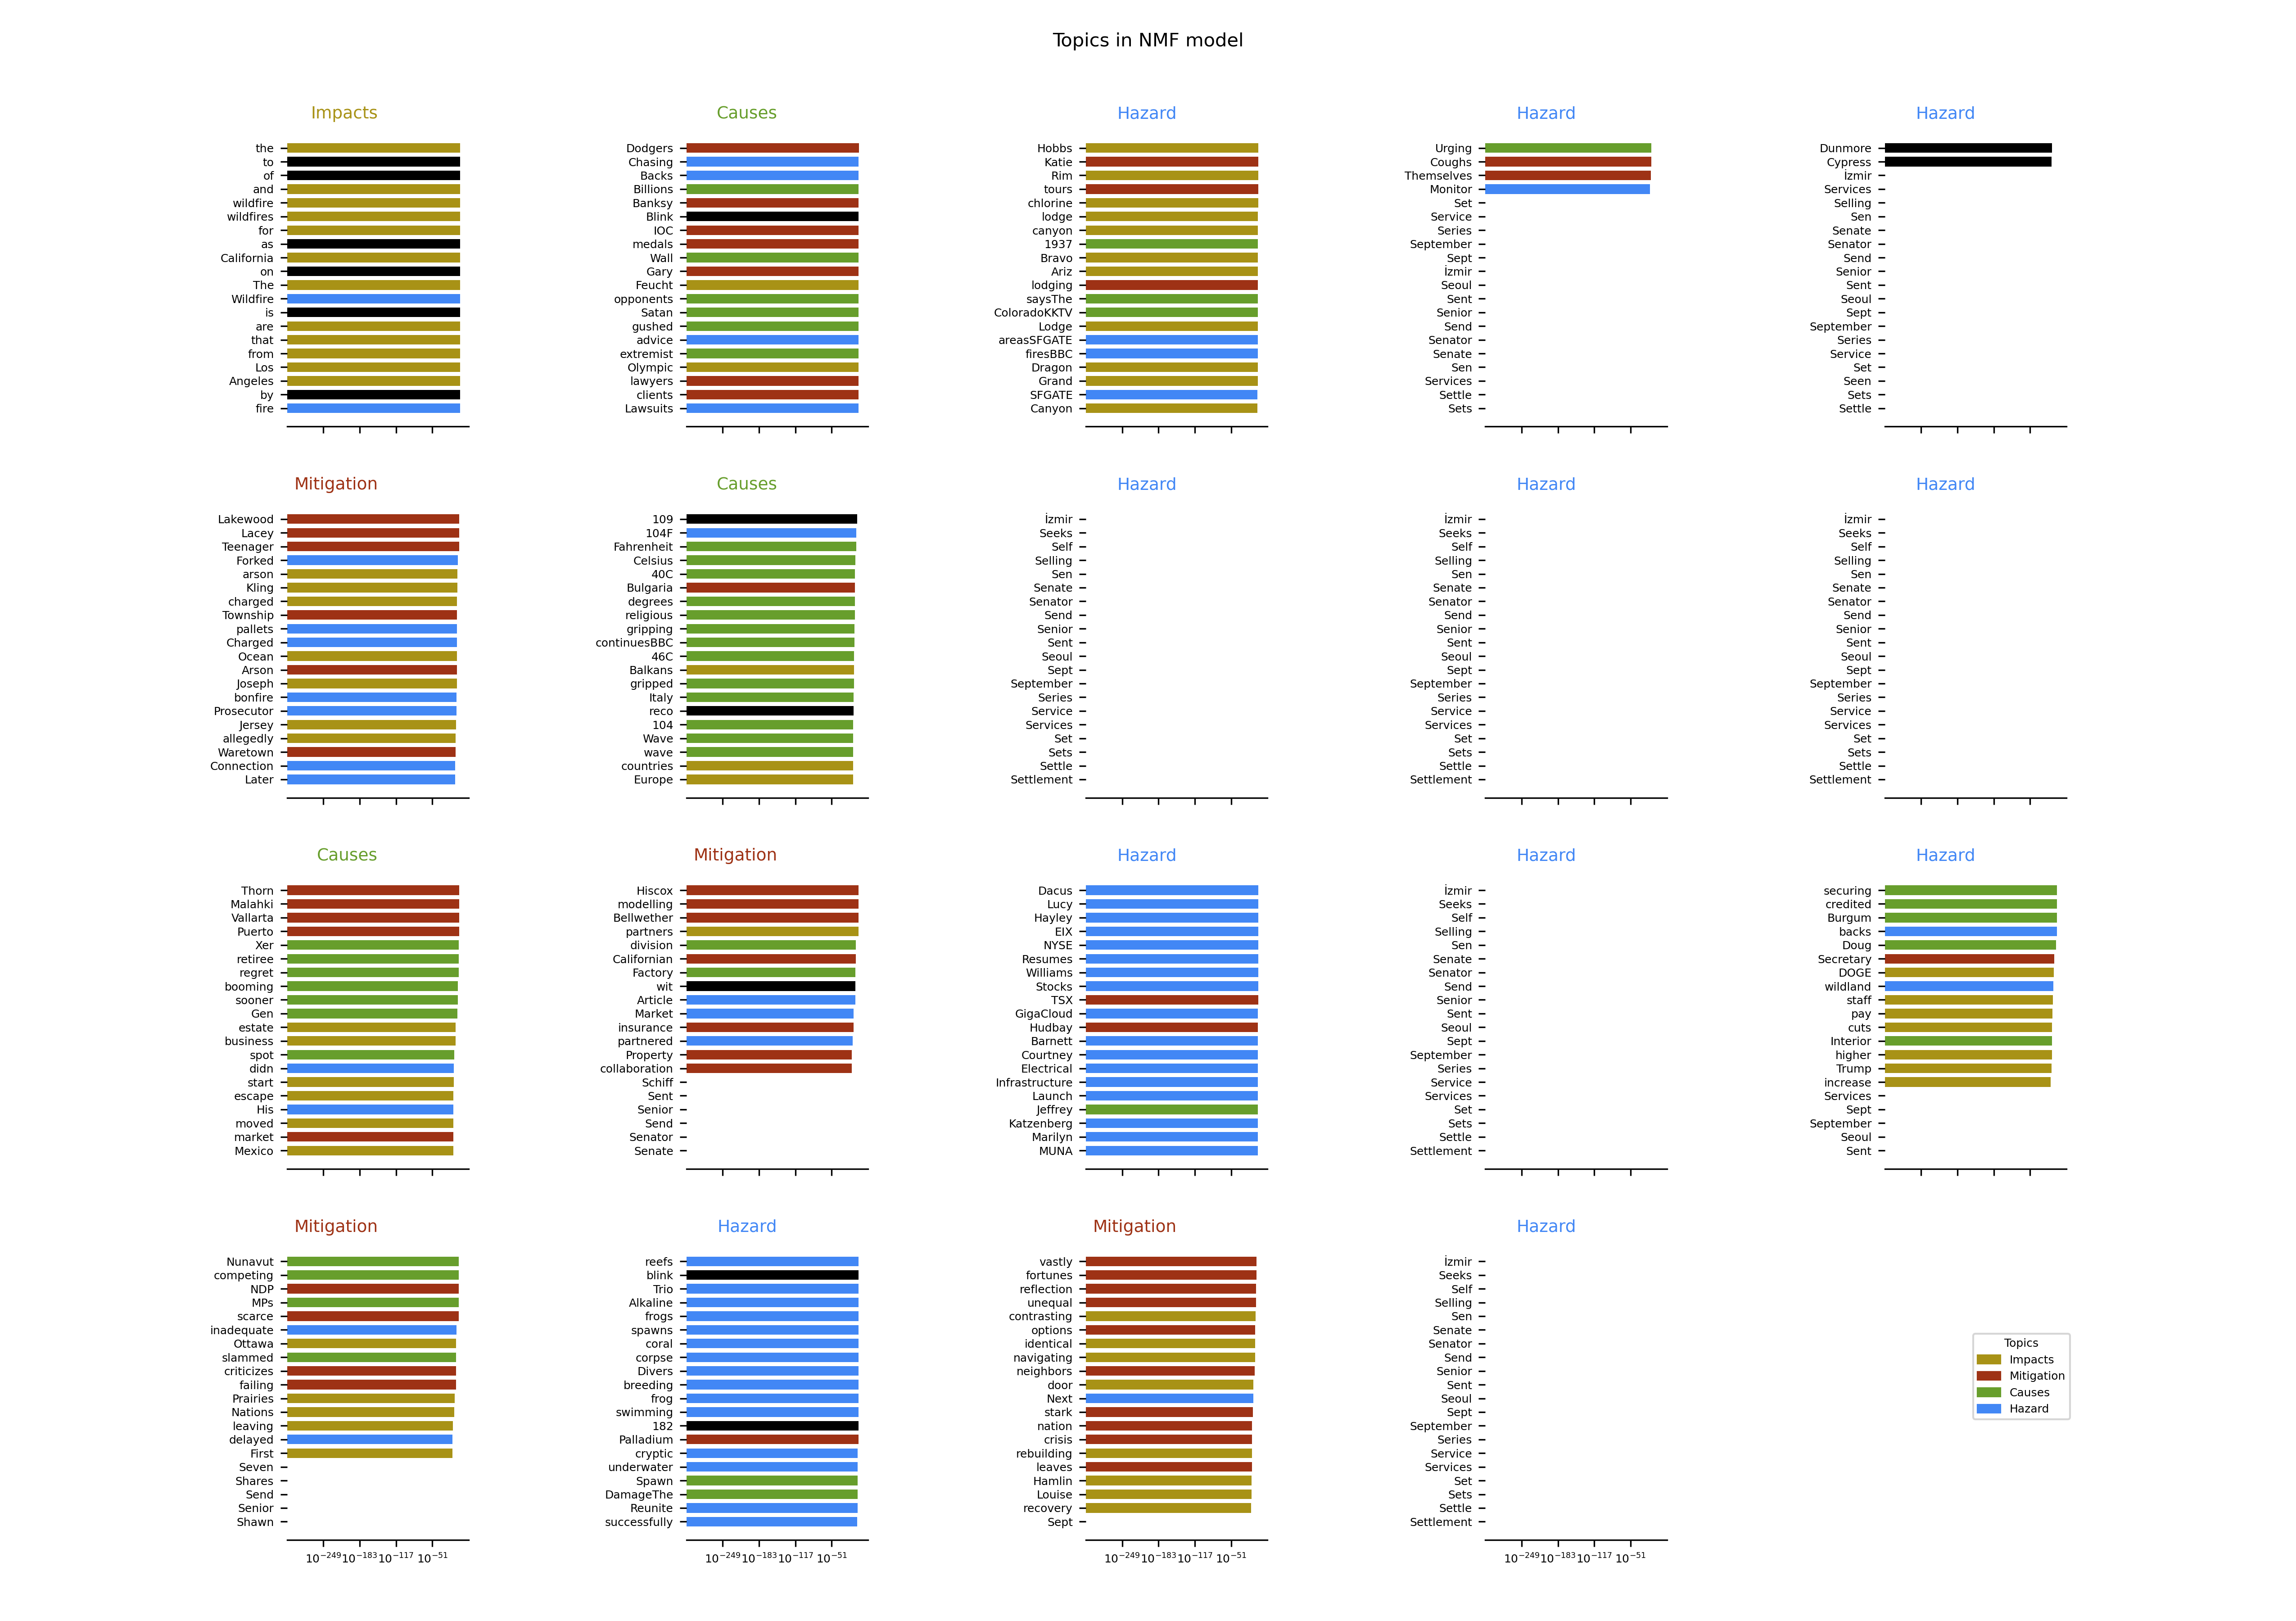 Topics in NMF model
Impacts
the
to
of
and
wildfire
wildfires
for
as
California
on
The
Wildfire
is
are
that
from
Los
Angeles
by
fire
Causes
Dodgers
Chasing
Backs
Billions
Banksy
Blink
IOC
medals
Wall
Gary
Feucht
opponents
Satan
gushed
advice
extremist
Olympic
lawyers
clients
Lawsuits
Hazard
Hobbs
Katie
Rim
tours
chlorine
lodge
canyon
1937
Bravo
Ariz
lodging
saysThe
ColoradoKKTV
Lodge
areasSFGATE
firesBBC
Dragon
Grand
SFGATE
Canyon
Hazard
Urging
Coughs
Themselves
Monitor
Set
Service
Series
September
Sept
İzmir
Seoul
Sent
Senior
Send
Senator
Senate
Sen
Services
Settle
Sets
Hazard
Dunmore
Cypress
İzmir
Services
Selling
Sen
Senate
Senator
Send
Senior
Sent
Seoul
Sept
September
Series
Service
Set
Seen
Sets
Settle
Mitigation
Lakewood
Lacey
Teenager
Forked
arson
Kling
charged
Township
pallets
Charged
Ocean
Arson
Joseph
bonfire
Prosecutor
Jersey
allegedly
Waretown
Connection
Later
Causes
109
104F
Fahrenheit
Celsius
40C
Bulgaria
degrees
religious
gripping
continuesBBC
46C
Balkans
gripped
Italy
reco
104
Wave
wave
countries
Europe
Hazard
İzmir
Seeks
Self
Selling
Sen
Senate
Senator
Send
Senior
Sent
Seoul
Sept
September
Series
Service
Services
Set
Sets
Settle
Settlement
Hazard
İzmir
Seeks
Self
Selling
Sen
Senate
Senator
Send
Senior
Sent
Seoul
Sept
September
Series
Service
Services
Set
Sets
Settle
Settlement
Hazard
İzmir
Seeks
Self
Selling
Sen
Senate
Senator
Send
Senior
Sent
Seoul
Sept
September
Series
Service
Services
Set
Sets
Settle
Settlement
Causes
Thorn
Malahki
Vallarta
Puerto
Xer
retiree
regret
booming
sooner
Gen
estate
business
spot
didn
start
escape
His
moved
market
Mexico
Mitigation
Hiscox
modelling
Bellwether
partners
division
Californian
Factory
wit
Article
Market
insurance
partnered
Property
collaboration
Schiff
Sent
Senior
Send
Senator
Senate
Hazard
Dacus
Lucy
Hayley
EIX
NYSE
Resumes
Williams
Stocks
TSX
GigaCloud
Hudbay
Barnett
Courtney
Electrical
Infrastructure
Launch
Jeffrey
Katzenberg
Marilyn
MUNA
Hazard
İzmir
Seeks
Self
Selling
Sen
Senate
Senator
Send
Senior
Sent
Seoul
Sept
September
Series
Service
Services
Set
Sets
Settle
Settlement
Hazard
securing
credited
Burgum
backs
Doug
Secretary
DOGE
wildland
staff
pay
cuts
Interior
higher
Trump
increase
Services
Sept
September
Seoul
Sent
Mitigation
Nunavut
competing
NDP
MPs
scarce
inadequate
Ottawa
slammed
criticizes
failing
Prairies
Nations
leaving
delayed
First
Seven
Shares
Send
Senior
Shawn
10⁻²⁴⁹ 10⁻¹⁸³ 10⁻¹¹⁷ 10⁻⁵¹
Hazard
reefs
blink
Trio
Alkaline
frogs
spawns
coral
corpse
Divers
breeding
frog
swimming
182
Palladium
cryptic
underwater
Spawn
DamageThe
Reunite
successfully
10⁻²⁴⁹ 10⁻¹⁸³ 10⁻¹¹⁷ 10⁻⁵¹
Mitigation
vastly
fortunes
reflection
unequal
contrasting
options
identical
navigating
neighbors
door
Next
stark
nation
crisis
rebuilding
leaves
Hamlin
Louise
recovery
Sept
10⁻²⁴⁹ 10⁻¹⁸³ 10⁻¹¹⁷ 10⁻⁵¹
Hazard
İzmir
Seeks
Self
Selling
Sen
Senate
Senator
Send
Senior
Sent
Seoul
Sept
September
Series
Service
Services
Set
Sets
Settle
Settlement
10⁻²⁴⁹ 10⁻¹⁸³ 10⁻¹¹⁷ 10⁻⁵¹
Topics
Impacts
Mitigation
Causes
Hazard